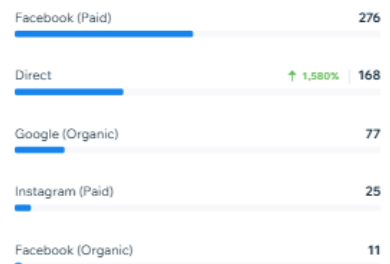 Facebook (Paid) 276
Direct ↑ 1,580% 168
Google (Organic) 77
Instagram (Paid) 25
Facebook (Organic) 11